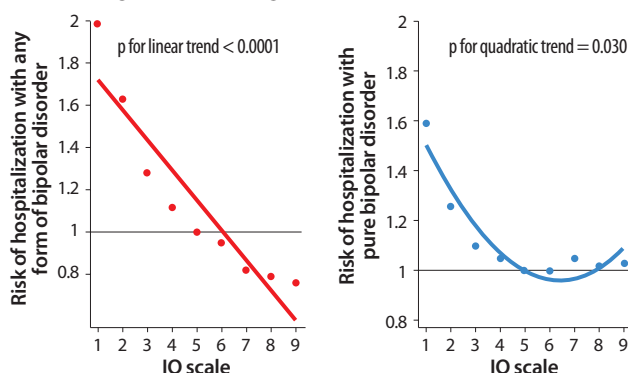 Risk of hospitalization with any
form of bipolar disorder
2
1.8
1.6
1.4
1.2
1
0.8
p for linear trend < 0.0001
1 2 3 4 5 6 7 8 9
IQ scale
Risk of hospitalization with
pure bipolar disorder
2
1.8
1.6
1.4
1.2
1
0.8
p for quadratic trend = 0.030
1 2 3 4 5 6 7 8 9
IQ scale